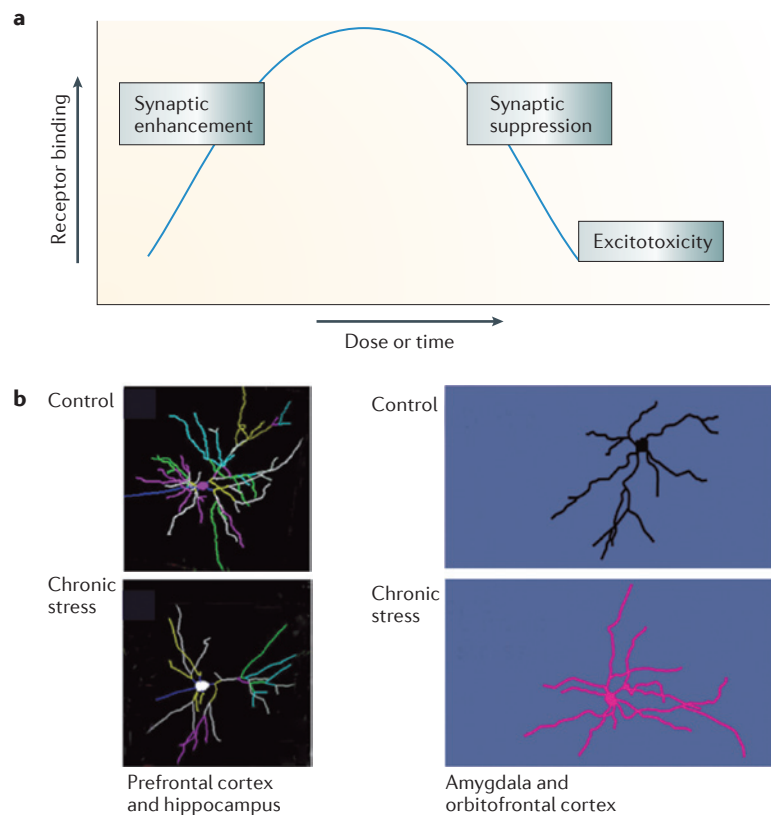 a
Receptor binding
Synaptic
enhancement
Synaptic
suppression
Excitotoxicity
Dose or time
b
Control
Control
Chronic
stress
Chronic
stress
Prefrontal cortex
and hippocampus
Amygdala and
orbitofrontal cortex